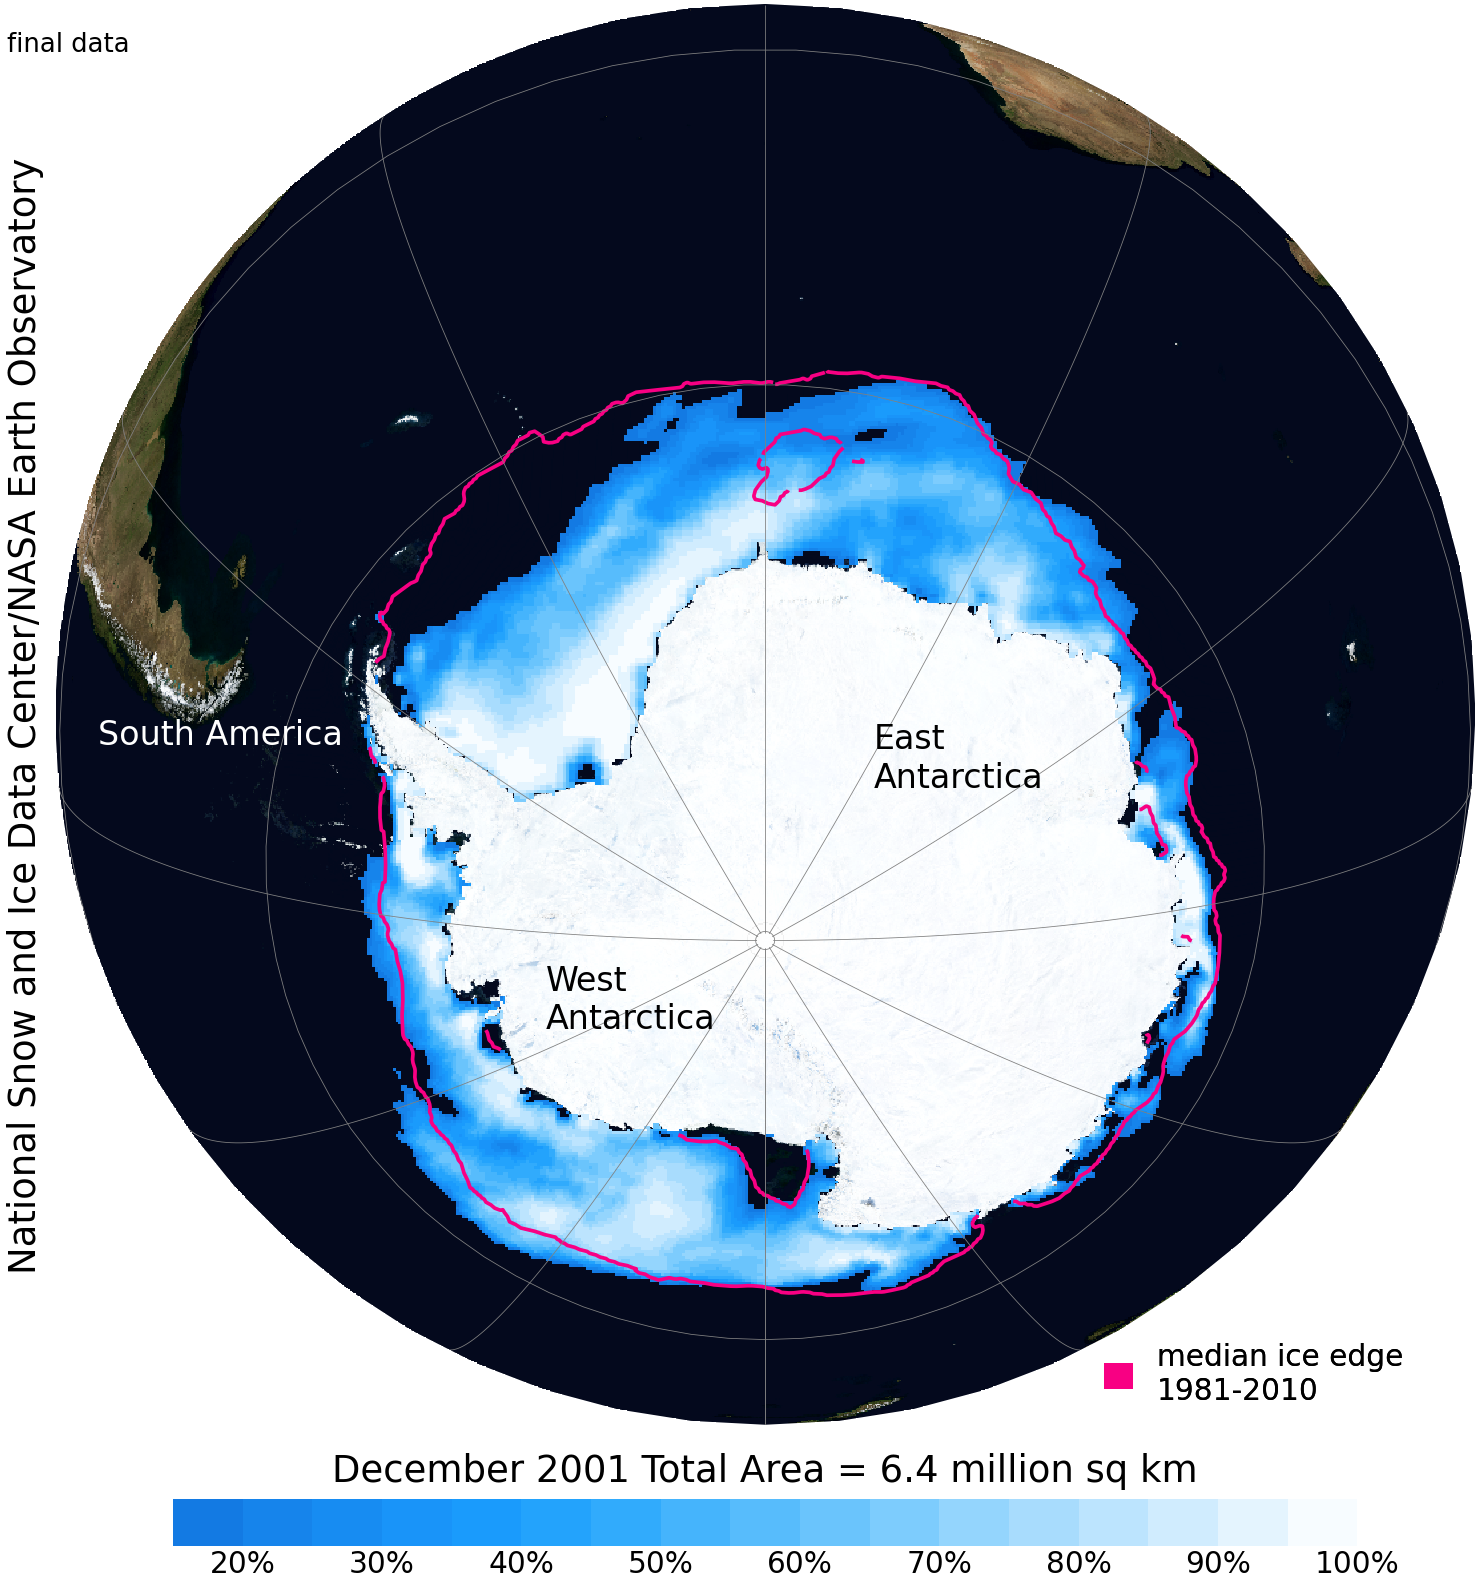 final data
National Snow and Ice Data Center/NASA Earth Observatory
South America
East
Antarctica
West
Antarctica
median ice edge
1981-2010
December 2001 Total Area = 6.4 million sq km
20% 30% 40% 50% 60% 70% 80% 90% 100%